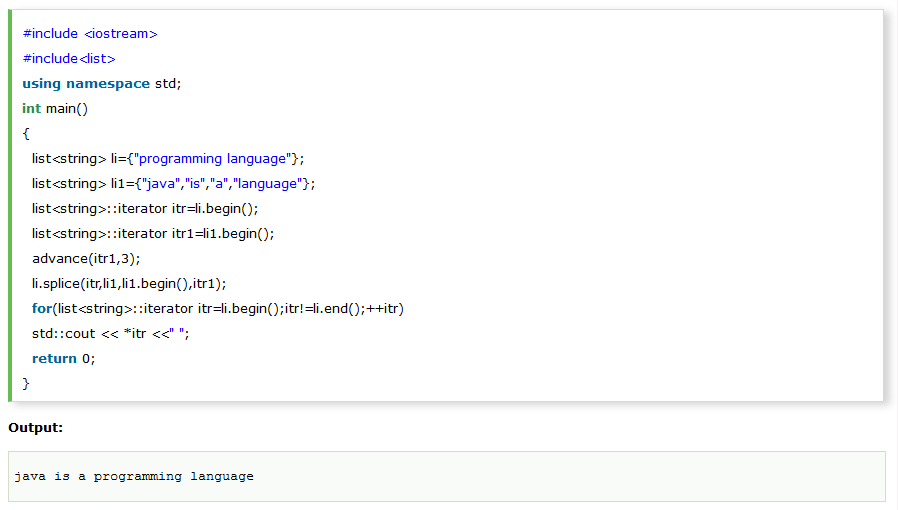 #include <iostream>
#include<list>
using namespace std;
int main()
{
list<string> li={"programming language"};
list<string> li1={"java","is","a","language"};
list<string>::iterator itr=li.begin();
list<string>::iterator itr1=li1.begin();
advance(itr1,3);
li.splice(itr,li1,li1.begin(),itr1);
for(list<string>::iterator itr=li.begin();itr!=li.end();++itr)
std::cout << *itr <<" ";
return 0;
}
Output:
java is a programming language